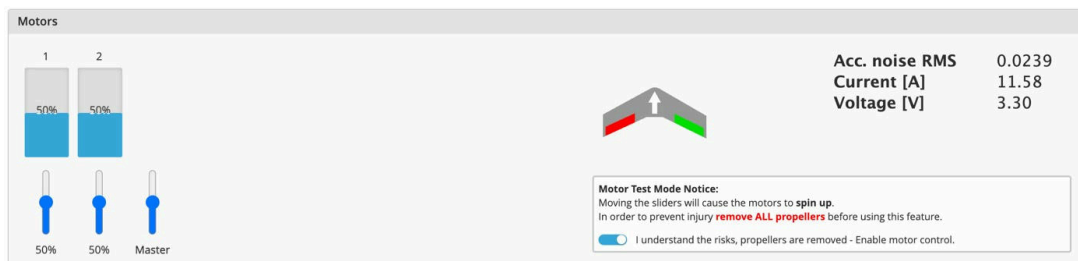 Motors
1 2
50% 50%
50% 50% Master
Acc. noise RMS 0.0239
Current [A] 11.58
Voltage [V] 3.30
Motor Test Mode Notice:
Moving the sliders will cause the motors to spin up.
In order to prevent injury remove ALL propellers before using this feature.
I understand the risks, propellers are removed - Enable motor control.